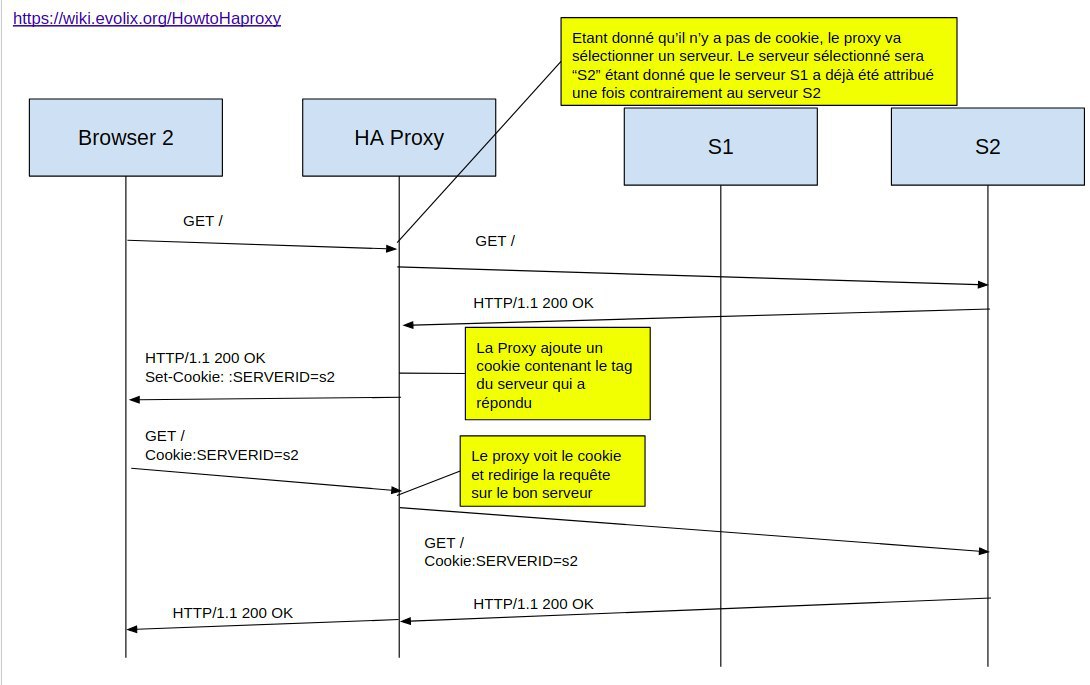 https://wiki.evolix.org/HowtoHaproxy
Etant donné qu’il n’y a pas de cookie, le proxy va
sélectionner un serveur. Le serveur sélectionné sera
“S2” étant donné que le serveur S1 a déjà été attribué
une fois contrairement au serveur S2
Browser 2
HA Proxy
S1
S2
GET /
GET /
HTTP/1.1 200 OK
La Proxy ajoute un
cookie contenant le tag
du serveur qui a
répondu
HTTP/1.1 200 OK
Set-Cookie: :SERVERID=s2
GET /
Cookie:SERVERID=s2
Le proxy voit le cookie
et redirige la requête
sur le bon serveur
GET /
Cookie:SERVERID=s2
HTTP/1.1 200 OK
HTTP/1.1 200 OK